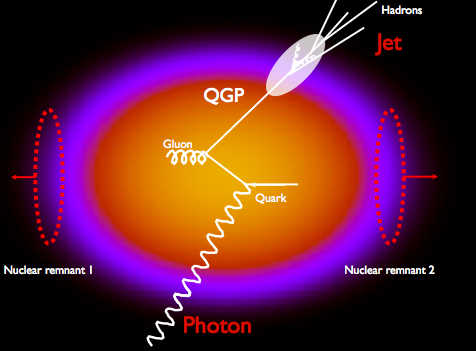 Hadrons
Jet
QGP
Gluon
Quark
Nuclear remnant 1
Nuclear remnant 2
Photon